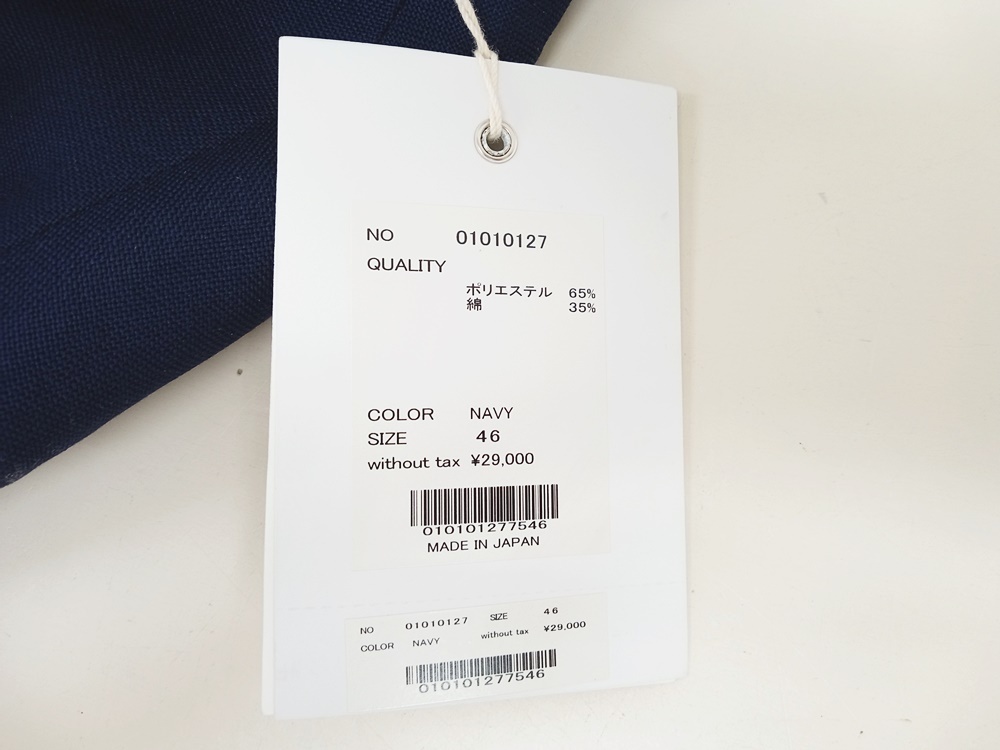 NO 01010127
QUALITY
ポリエステル 65%
綿 35%
COLOR NAVY
SIZE 46
without tax ¥29,000
010101277546
MADE IN JAPAN
NO 01010127 SIZE 46
COLOR NAVY without tax ¥29,000
010101277546